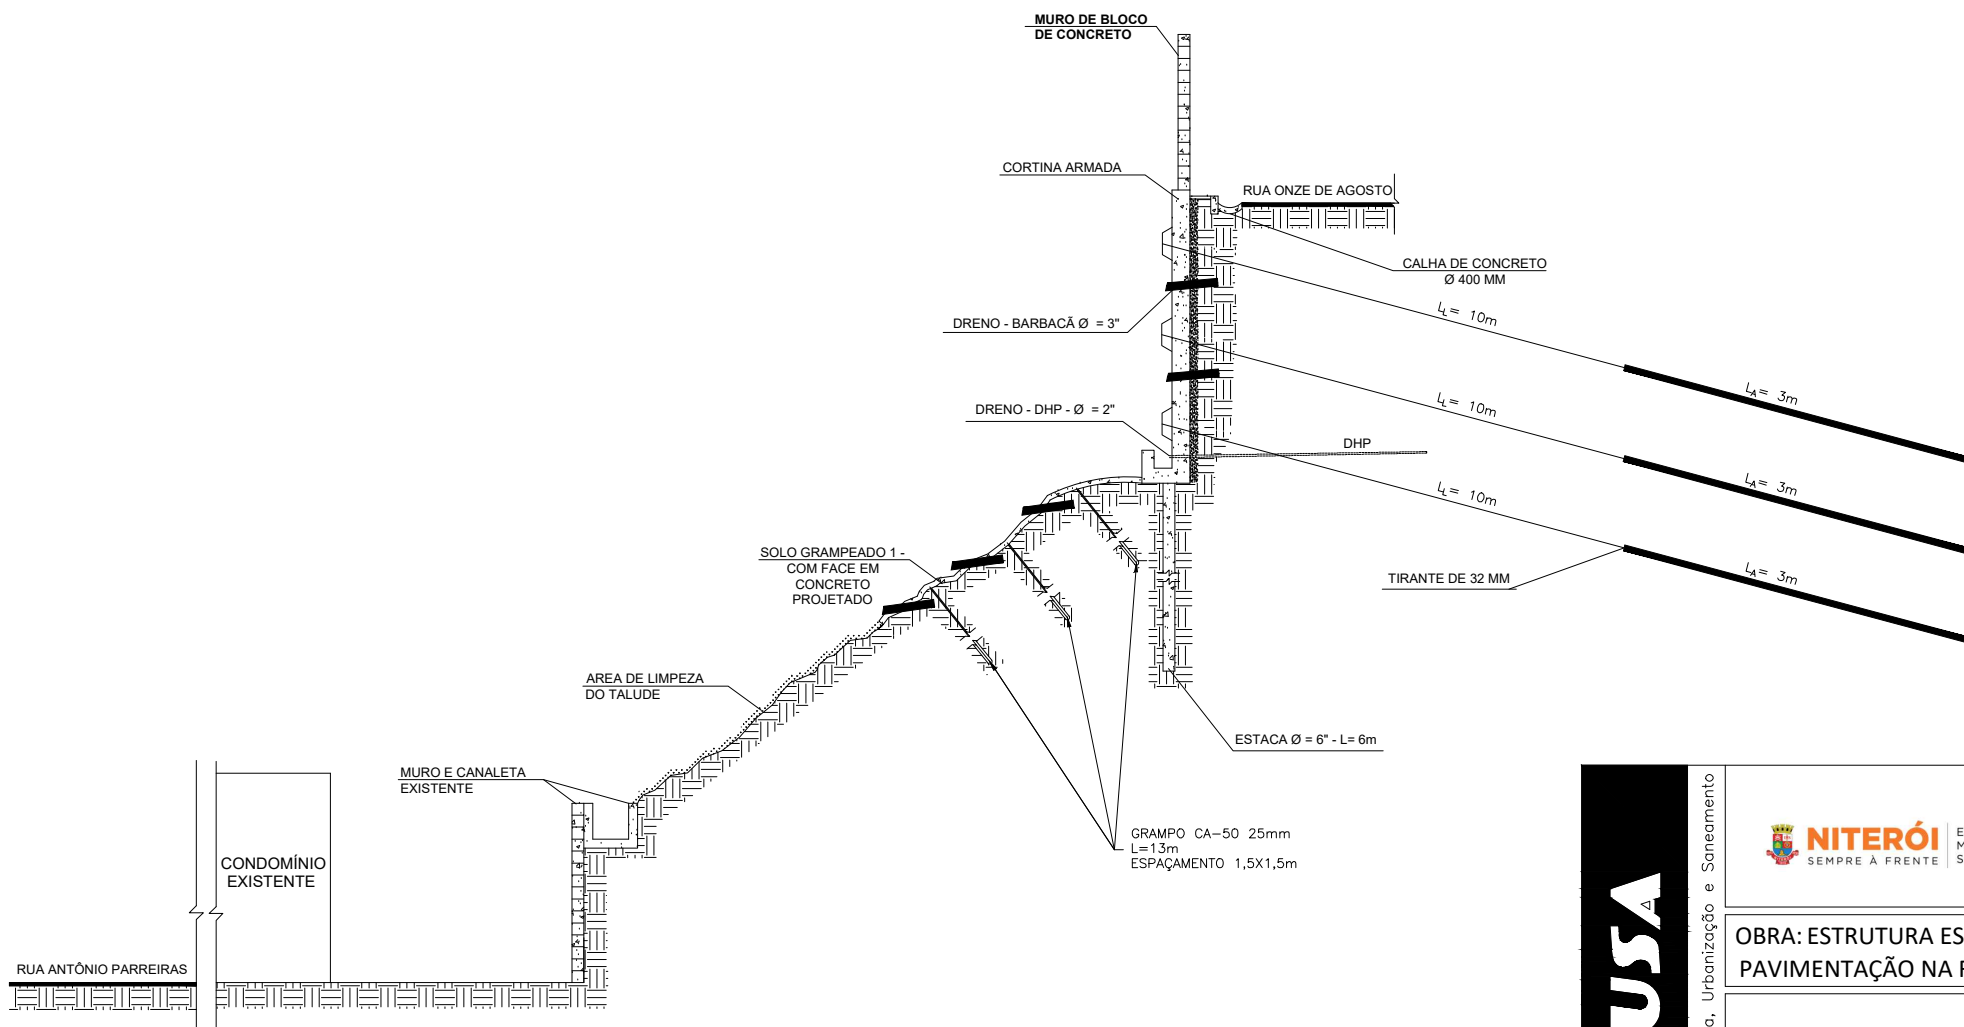 MURO DE BLOCO
DE CONCRETO
CORTINA ARMADA
RUA ONZE DE AGOSTO
CALHA DE CONCRETO
Ø 400 MM
DRENO - BARBACÃ Ø = 3"
DRENO - DHP - Ø = 2"
DHP
LL= 10m
LA= 3m
LL= 10m
LA= 3m
LL= 10m
LA= 3m
TIRANTE DE 32 MM
SOLO GRAMPEADO 1 -
COM FACE EM
CONCRETO
PROJETADO
AREA DE LIMPEZA
DO TALUDE
ESTACA Ø = 6" - L= 6m
MURO E CANALETA
EXISTENTE
GRAMPO CA-50 25mm
L=13m
ESPAÇAMENTO 1,5X1,5m
CONDOMÍNIO
EXISTENTE
RUA ANTÔNIO PARREIRAS
USA
Urbanização e Saneamento
NITERÓI
SEMPRE À FRENTE
E
M
S
OBRA: ESTRUTURA ES
PAVIMENTAÇÃO NA